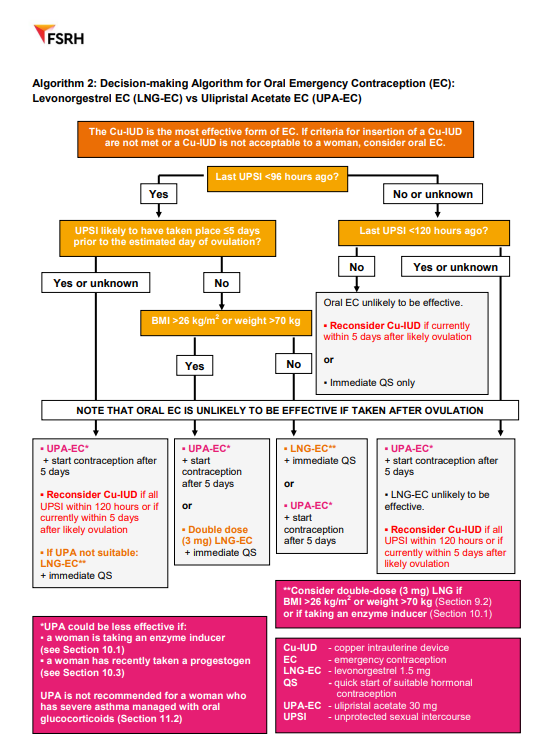 FSRH
Algorithm 2: Decision-making Algorithm for Oral Emergency Contraception (EC):
Levonorgestrel EC (LNG-EC) vs Ulipristal Acetate EC (UPA-EC)
The Cu-IUD is the most effective form of EC. If criteria for insertion of a Cu-IUD
are not met or a Cu-IUD is not acceptable to a woman, consider oral EC.
Last UPSI <96 hours ago?
Yes
No or unknown
UPSI likely to have taken place ≤5 days
prior to the estimated day of ovulation?
Last UPSI <120 hours ago?
Yes or unknown
No
No
Yes or unknown
BMI >26 kg/m² or weight >70 kg
Yes
No
Oral EC unlikely to be effective.
▪ Reconsider Cu-IUD if currently
within 5 days after likely ovulation
or
▪ Immediate QS only
NOTE THAT ORAL EC IS UNLIKELY TO BE EFFECTIVE IF TAKEN AFTER OVULATION
▪ UPA-EC*
+ start contraception after
5 days
▪ Reconsider Cu-IUD if all
UPSI within 120 hours or if
currently within 5 days
after likely ovulation
▪ If UPA not suitable:
LNG-EC**
+ immediate QS
▪ UPA-EC*
+ start
contraception
after 5 days
or
▪ Double dose
(3 mg) LNG-EC
+ immediate QS
▪ LNG-EC**
+ immediate QS
or
▪ UPA-EC*
+ start
contraception
after 5 days
▪ UPA-EC*
+ start contraception after
5 days
▪ LNG-EC unlikely to be
effective.
▪ Reconsider Cu-IUD if all
UPSI within 120 hours or if
currently within 5 days after
likely ovulation
**Consider double-dose (3 mg) LNG if
BMI >26 kg/m² or weight >70 kg (Section 9.2)
or if taking an enzyme inducer (Section 10.1)
*UPA could be less effective if:
• a woman is taking an enzyme inducer
(see Section 10.1)
• a woman has recently taken a progestogen
(see Section 10.3)
UPA is not recommended for a woman who
has severe asthma managed with oral
glucocorticoids (Section 11.2)
Cu-IUD - copper intrauterine device
EC - emergency contraception
LNG-EC - levonorgestrel 1.5 mg
QS - quick start of suitable hormonal
contraception
UPA-EC - ulipristal acetate 30 mg
UPSI - unprotected sexual intercourse